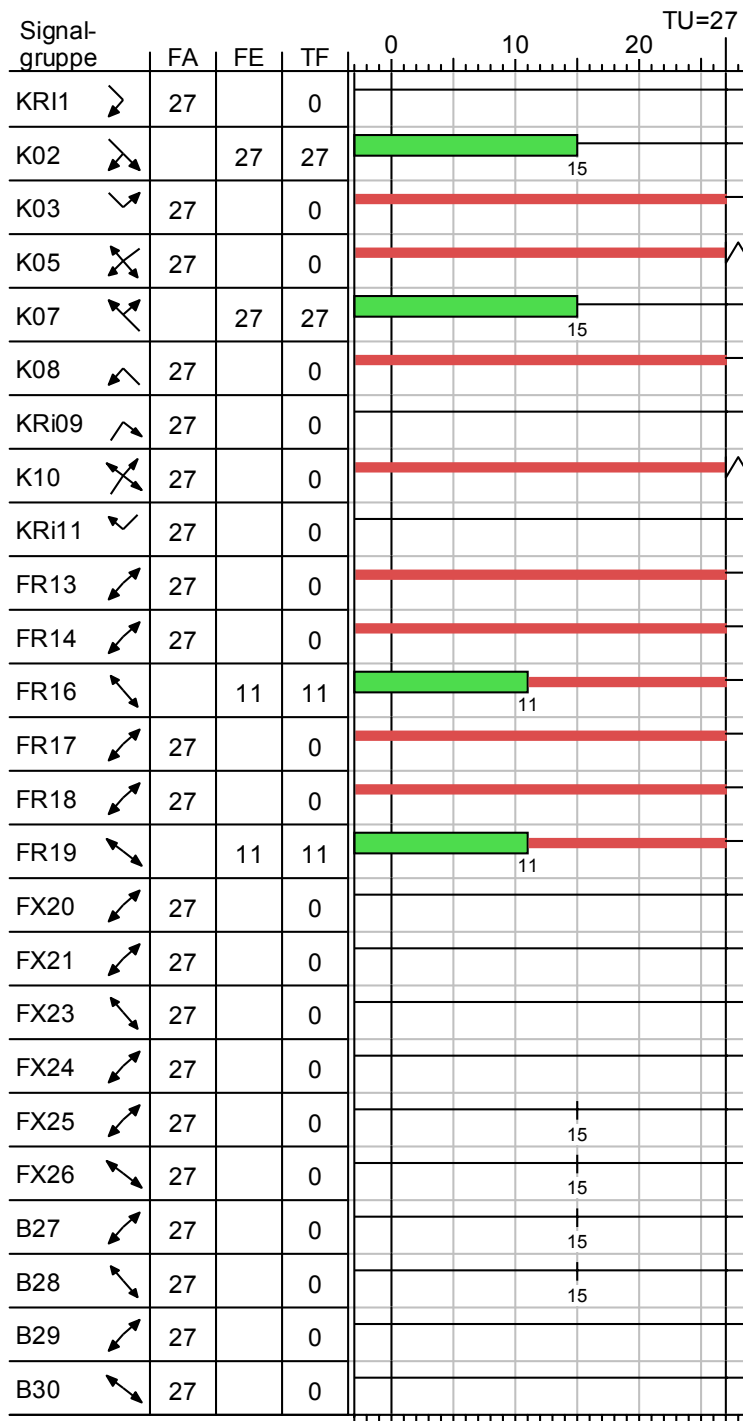 TU=27
Signal-
gruppe FA FE TF 0 10 20
KRI1 27 0
K02 27 27
15
K03 27 0
K05 27 0
K07 27 27
15
K08 27 0
KRi09 27 0
K10 27 0
KRi11 27 0
FR13 27 0
FR14 27 0
FR16 11 11
11
FR17 27 0
FR18 27 0
FR19 11 11
11
FX20 27 0
FX21 27 0
FX23 27 0
FX24 27 0
FX25 27 0
15
FX26 27 0
15
B27 27 0
15
B28 27 0
15
B29 27 0
B30 27 0